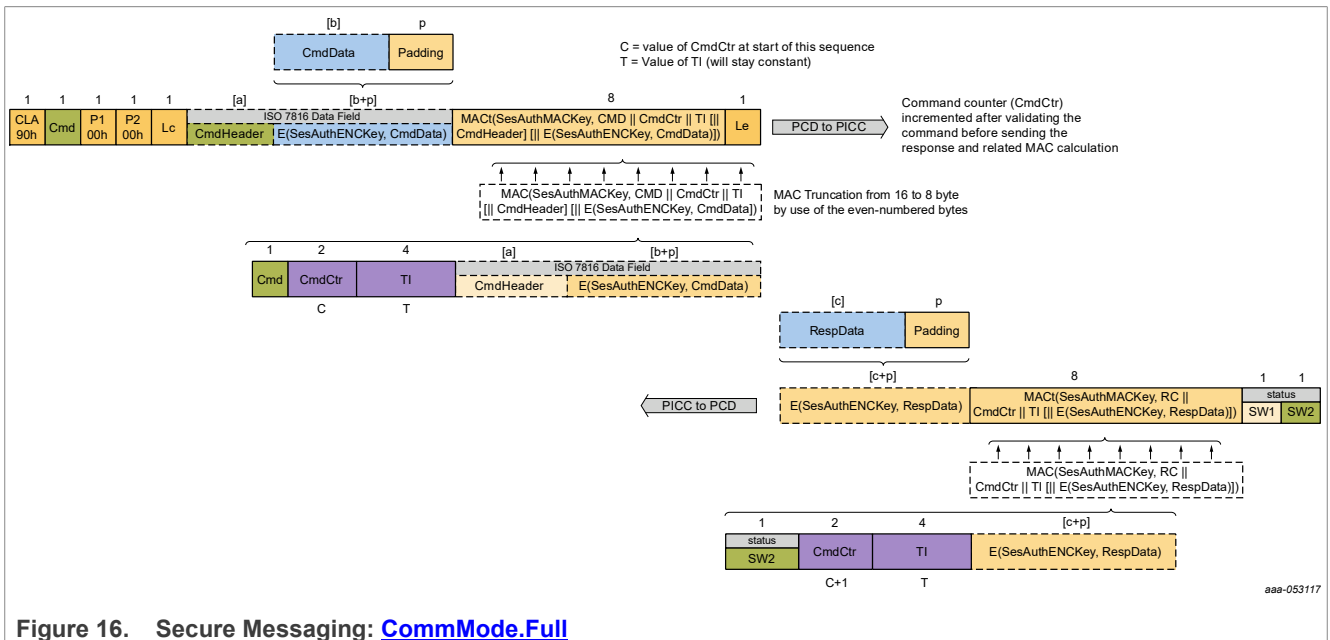 [b]
p
CmdData
Padding
C = value of CmdCtr at start of this sequence
T = Value of TI (will stay constant)
1
1
1
1
1
[a]
[b+p]
8
1
CLA
90h
Cmd
P1
00h
P2
00h
Lc
ISO 7816 Data Field
CmdHeader
E(SesAuthENCKey, CmdData)
MACt(SesAuthMACKey, CMD || CmdCtr || TI [||
CmdHeader] [|| E(SesAuthENCKey, CmdData)])
Le
PCD to PICC
Command counter (CmdCtr)
incremented after validating the
command before sending the
response and related MAC calculation
MAC(SesAuthMACKey, CMD || CmdCtr || TI
[|| CmdHeader] [|| E(SesAuthENCKey, CmdData])
MAC Truncation from 16 to 8 byte
by use of the even-numbered bytes
1
2
4
[a]
[b+p]
Cmd
CmdCtr
TI
ISO 7816 Data Field
CmdHeader
E(SesAuthENCKey, CmdData)
C
T
[c]
p
RespData
Padding
[c+p]
8
1
1
PICC to PCD
E(SesAuthENCKey, RespData)
MACt(SesAuthMACKey, RC ||
CmdCtr || TI [|| E(SesAuthENCKey, RespData)])
status
SW1
SW2
MAC(SesAuthMACKey, RC ||
CmdCtr || TI [|| E(SesAuthENCKey, RespData)])
1
2
4
[c+p]
status
SW2
CmdCtr
TI
E(SesAuthENCKey, RespData)
C+1
T
aaa-053117
Figure 16. Secure Messaging: CommMode.Full